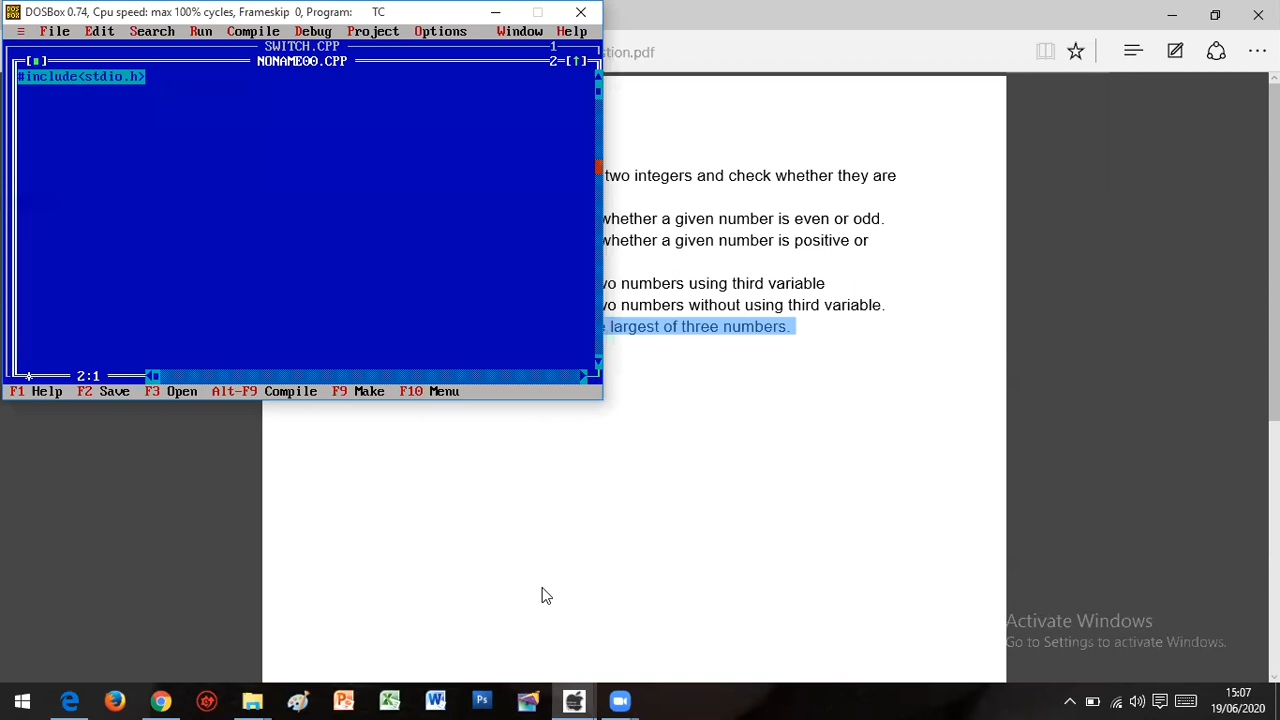 DOSBox 0.74, Cpu speed: max 100% cycles, Frameskip 0, Program: TC
≡ File Edit Search Run Compile Debug Project Options Window Help
SWITCH.CPP 1
[■] NONAME00.CPP 2=[↑]
#include<stdio.h>
stion.pdf
two integers and check whether they are
whether a given number is even or odd.
whether a given number is positive or
vo numbers using third variable
vo numbers without using third variable.
e largest of three numbers.
* 2:1
F1 Help F2 Save F3 Open Alt-F9 Compile F9 Make F10 Menu
Activate Windows
Go to Settings to activate Windows.
15:07
19/06/2020